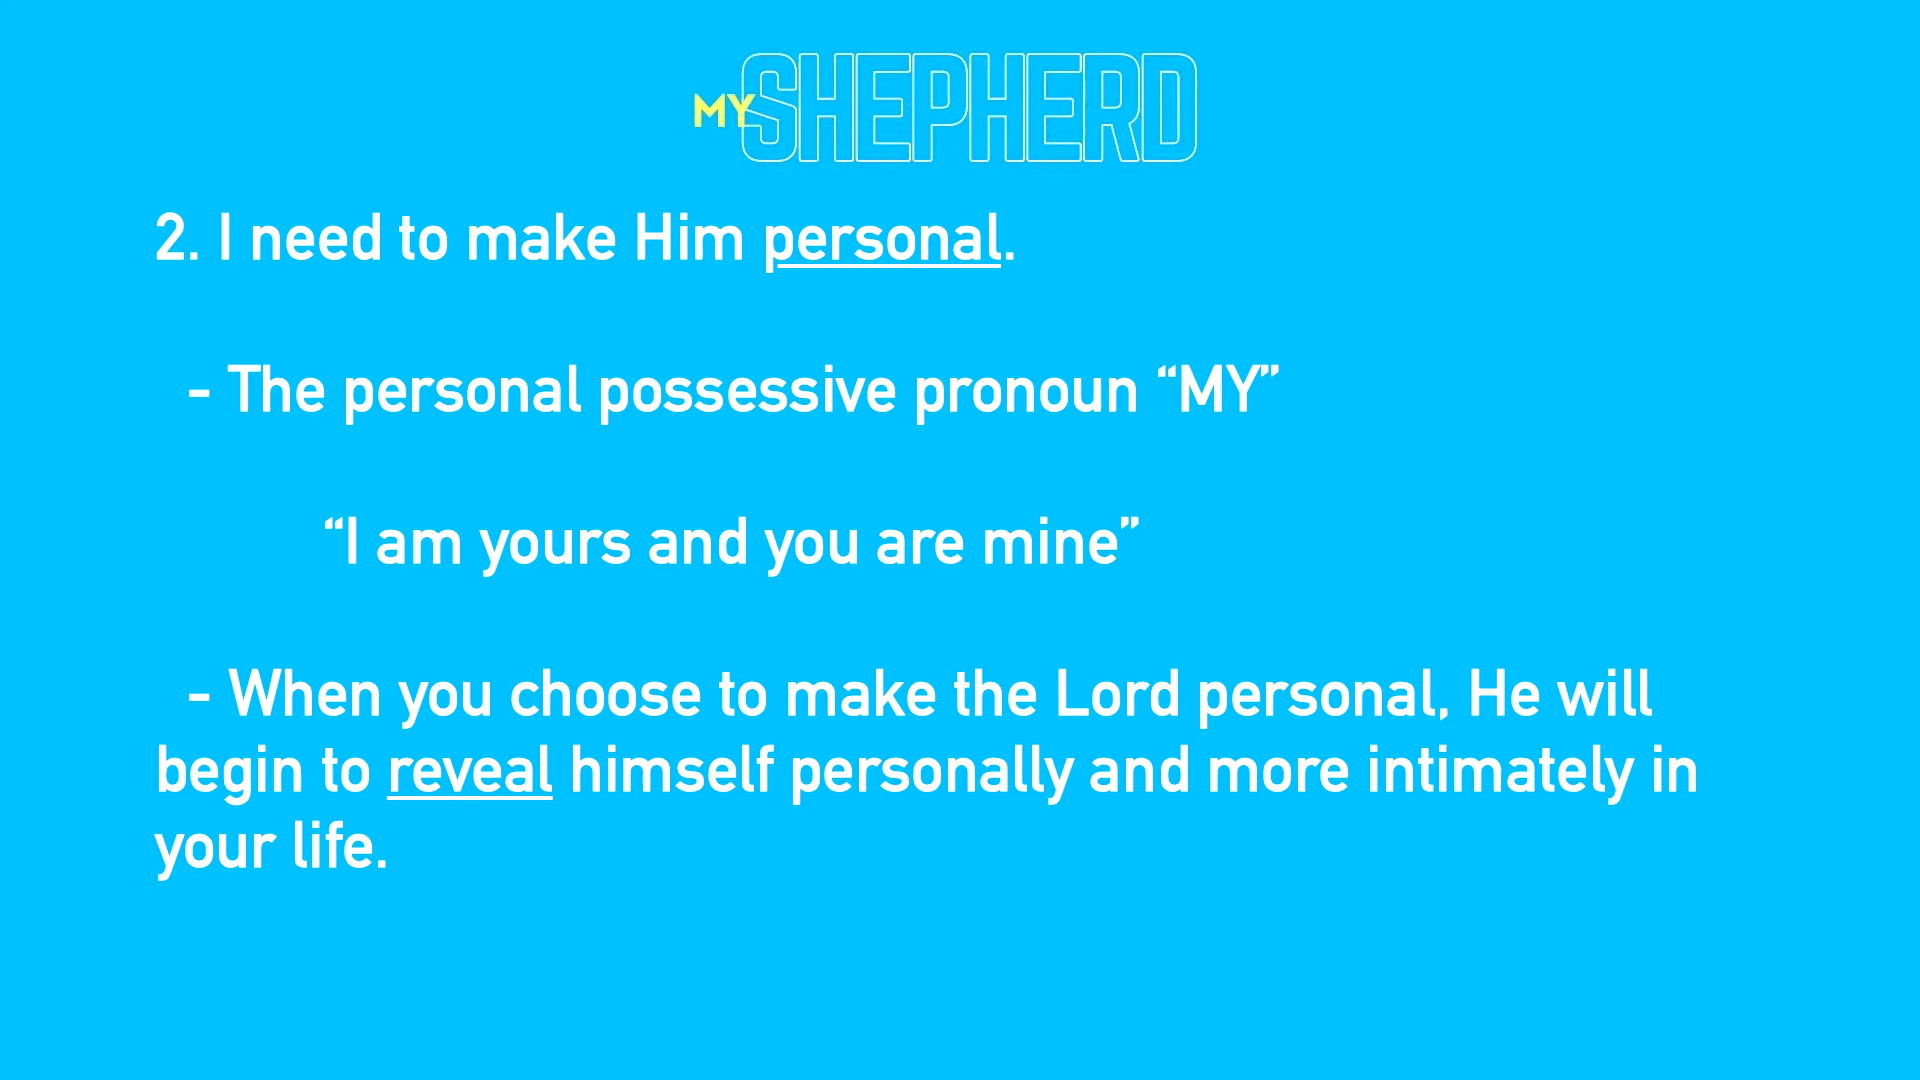 MY SHEPHERD
2. I need to make Him personal.
- The personal possessive pronoun “MY”
“I am yours and you are mine”
- When you choose to make the Lord personal, He will
begin to reveal himself personally and more intimately in
your life.